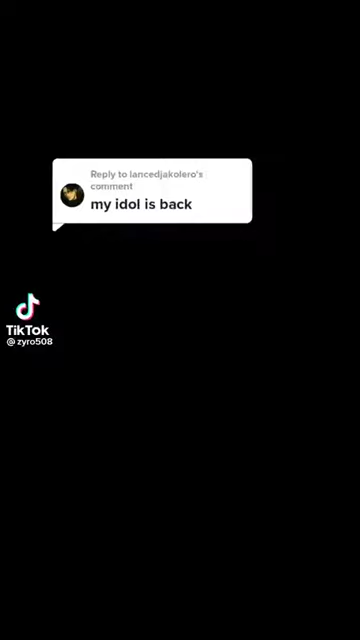 Reply to lancedjakolero's
comment
my idol is back
TikTok
@zyro508